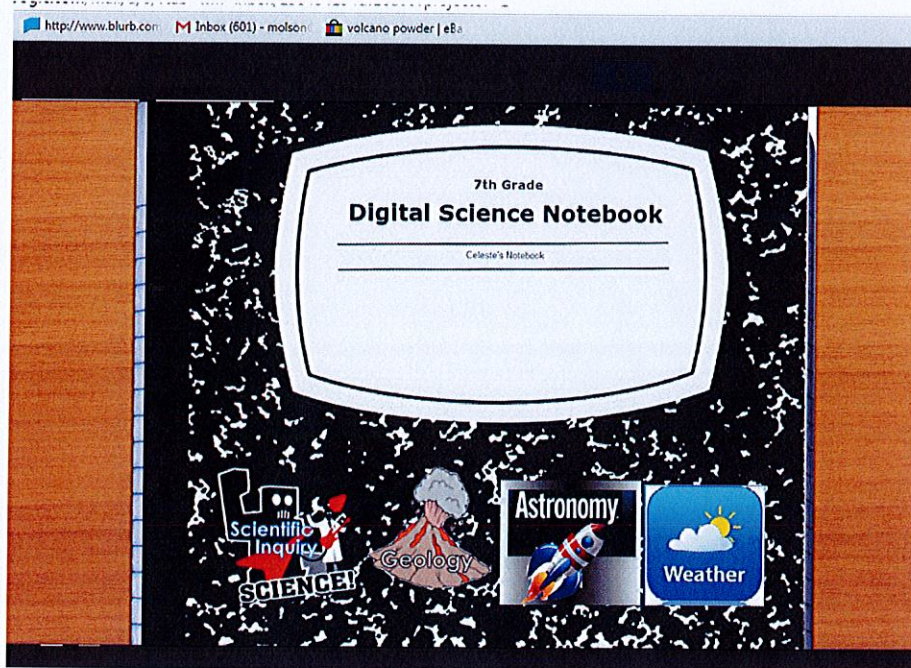 http://www.blurb.com
Inbox (601) - molson
volcano powder | eBa
7th Grade
Digital Science Notebook
Celeste's Notebook
Scientific
Inquiry
SCIENCE!
Geology
Astronomy
Weather